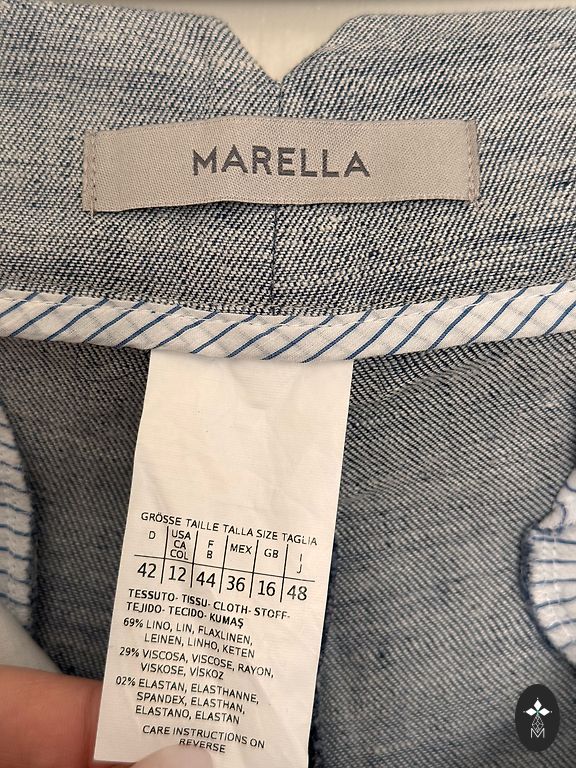 MARELLA
GRÖSSE TAILLE TALLA SIZE TAGLIA
D USA CA COL F B MEX GB I J
42 12 44 36 16 48
TESSUTO- TISSU- CLOTH- STOFF-
TEJIDO- TECIDO- KUMAŞ
69% LINO, LIN, FLAXLINEN,
LEINEN, LINHO, KETEN
29% VISCOSA, VISCOSE, RAYON,
VISKOSE, VİSKOZ
02% ELASTAN, ELASTHANNE,
SPANDEX, ELASTHAN,
ELASTANO, ELASTAN
CARE INSTRUCTIONS ON
REVERSE
M